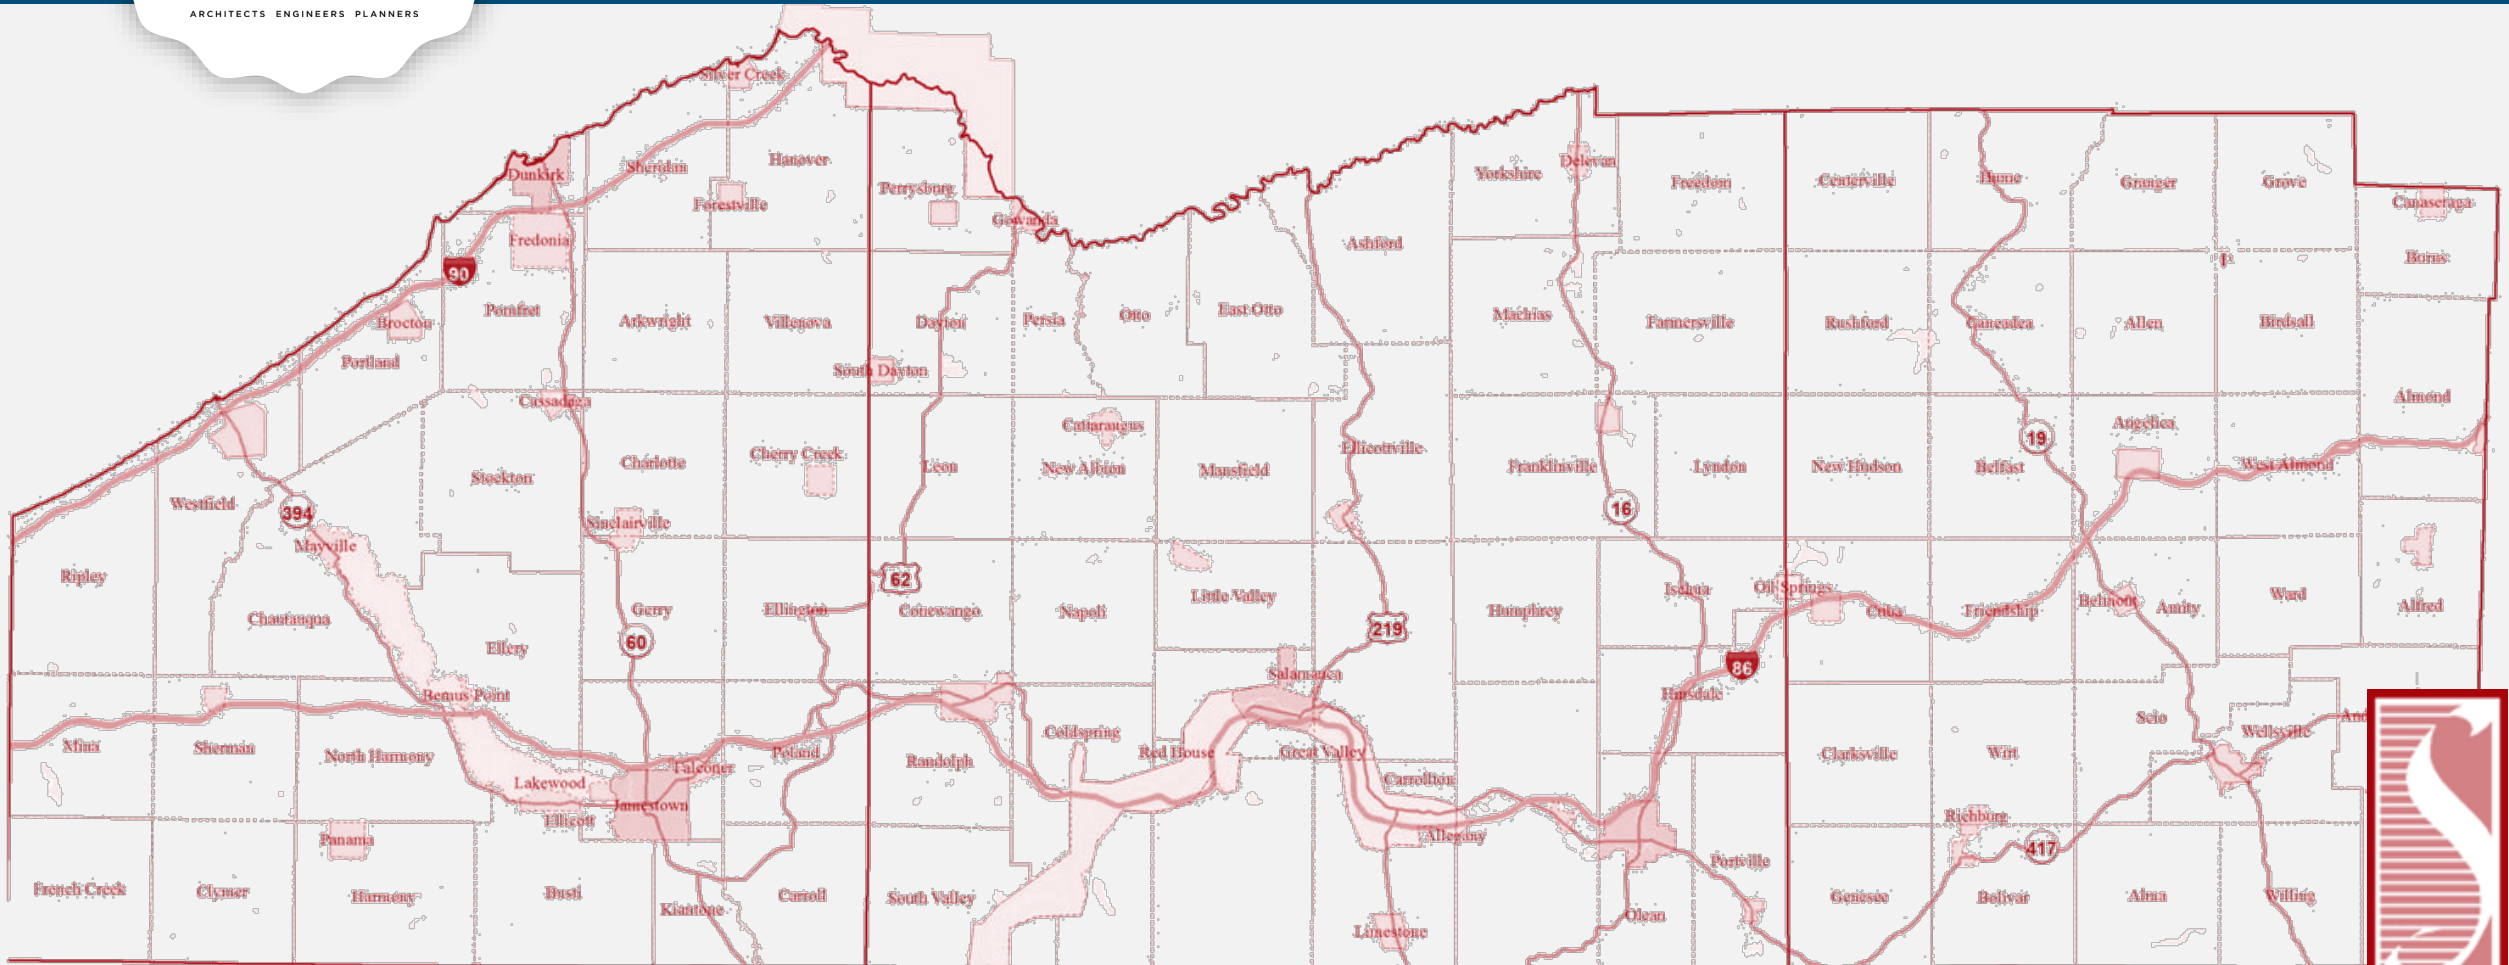 ARCHITECTS ENGINEERS PLANNERS
Silver Creek
Hanover
Sheridan
Dunkirk
Forestville
Perrysburg
Gowanda
Fredonia
90
Pomfret
Brocton
Portland
Arkwright
Villenova
Dayton
South Dayton
Persia
Otto
East Otto
Ashford
Yorkshire
Delevan
Freedom
Centerville
Hume
Granger
Grove
Canaseraga
Burns
Machias
Farmersville
Rushford
Caneadea
Allen
Birdsall
Almond
Cassadaga
Cattaraugus
Stockton
Charlotte
Cherry Creek
Leon
New Albion
Mansfield
Ellicottville
Franklinville
Lyndon
New Hudson
19
Belfast
Angelica
West Almond
Westfield
394
Mayville
Sinclairville
16
Ripley
Chautauqua
Ellery
Gerry
60
Ellington
62
Conewango
Napoli
Little Valley
219
Humphrey
Ischua
Oil Springs
Cuba
Friendship
Belmont
Amity
Ward
Alfred
86
Hinsdale
Salamanca
Bemus Point
Mina
Sherman
North Harmony
Lakewood
Falconer
Jamestown
Ellicott
Poland
Randolph
Coldspring
Red House
Great Valley
Carrollton
Allegany
Clarksville
Wirt
Scio
Wellsville
And
Panama
French Creek
Clymer
Harmony
Busti
Kiantone
Carroll
South Valley
Limestone
Olean
Portville
Richburg
417
Genesee
Bolivar
Alma
Willing